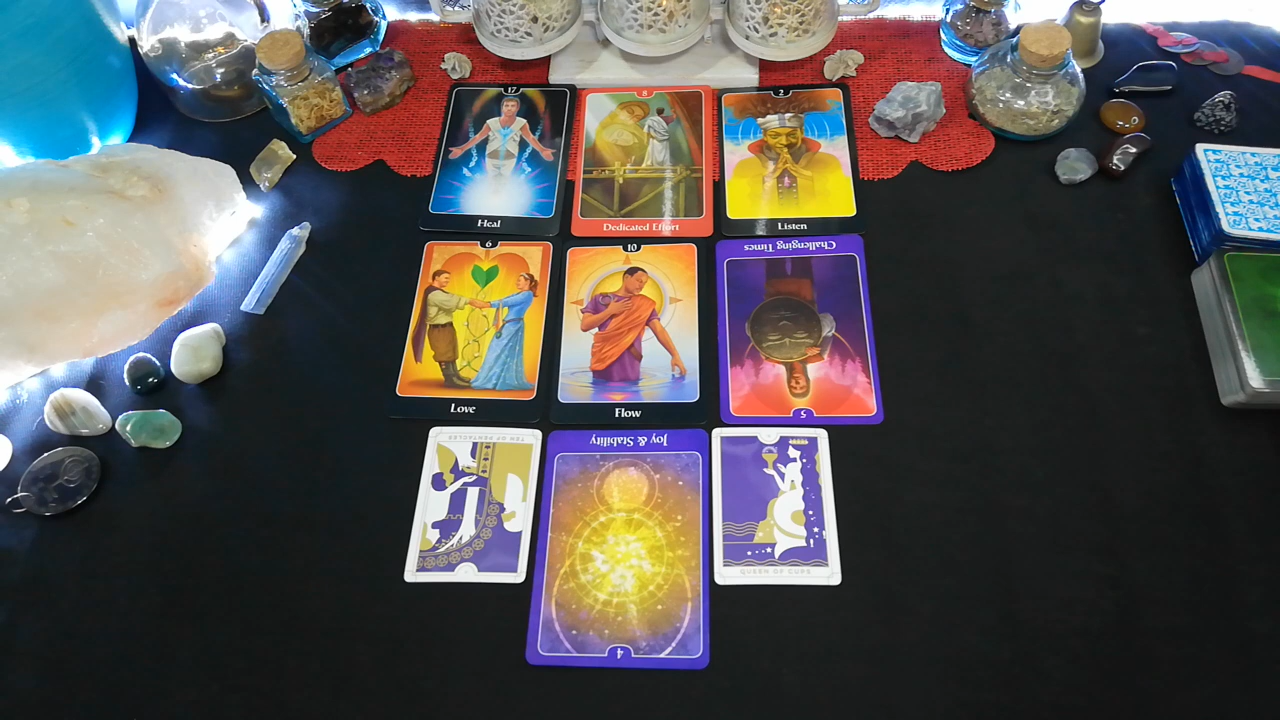 17
Heal
8
Dedicated Effort
2
Listen
6
Love
10
Flow
Challenging Times
5
TEN OF PENTACLES
Joy & Stability
4
QUEEN OF CUPS